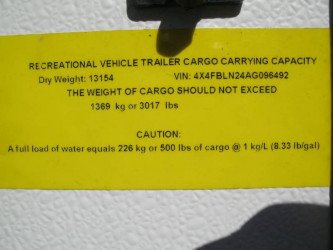 RECREATIONAL VEHICLE TRAILER CARGO CARRYING CAPACITY
Dry Weight: 13154 VIN: 4X4FBLN24AG096492
THE WEIGHT OF CARGO SHOULD NOT EXCEED
1369 kg or 3017 lbs
CAUTION:
A full load of water equals 226 kg or 500 lbs of cargo @ 1 kg/L (8.33 lb/gal)